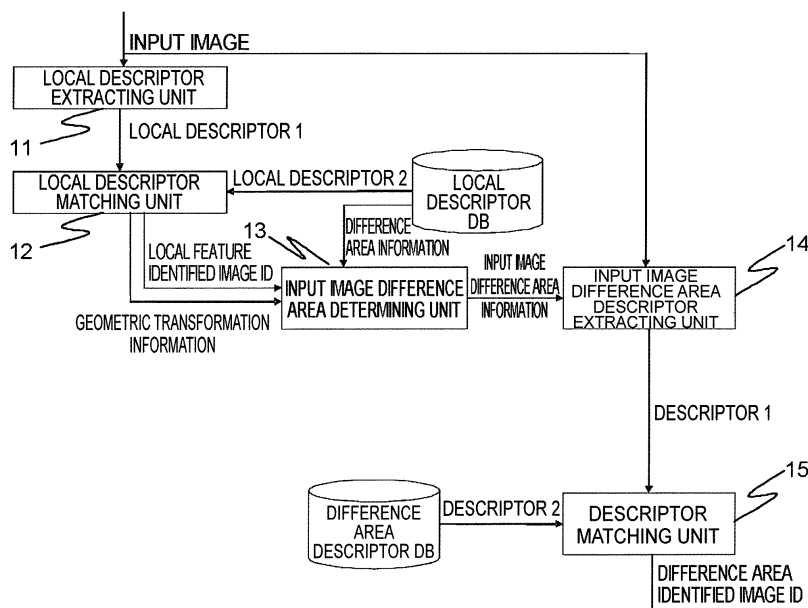 INPUT IMAGE
LOCAL DESCRIPTOR
EXTRACTING UNIT
11
LOCAL DESCRIPTOR 1
LOCAL DESCRIPTOR
MATCHING UNIT
12
LOCAL DESCRIPTOR 2
LOCAL
DESCRIPTOR
DB
DIFFERENCE
AREA INFORMATION
13
LOCAL FEATURE
IDENTIFIED IMAGE ID
GEOMETRIC TRANSFORMATION
INFORMATION
INPUT IMAGE DIFFERENCE
AREA DETERMINING UNIT
INPUT IMAGE
DIFFERENCE AREA
INFORMATION
14
INPUT IMAGE
DIFFERENCE AREA
DESCRIPTOR
EXTRACTING UNIT
DESCRIPTOR 1
15
DIFFERENCE
AREA
DESCRIPTOR DB
DESCRIPTOR 2
DESCRIPTOR
MATCHING UNIT
DIFFERENCE AREA
IDENTIFIED IMAGE ID